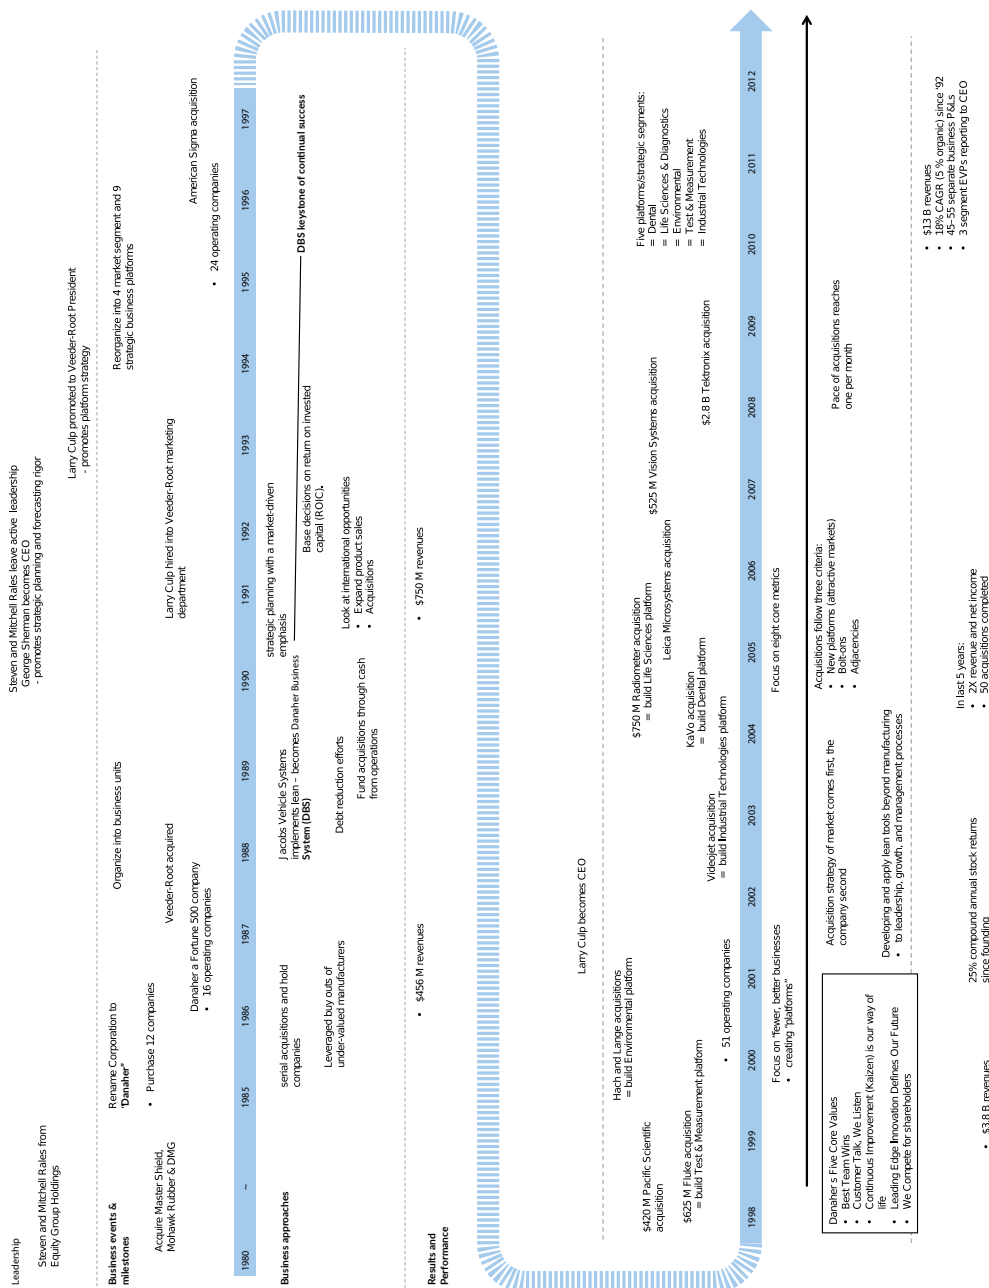 Leadership
Steven and Mitchell Rales from
Equity Group Holdings
Steven and Mitchell Rales leave active leadership
George Sherman becomes CEO
- promotes strategic planning and forecasting rigor
Larry Culp promoted to Veeder-Root President
- promotes platform strategy
Business events &
milestones
Acquire Master Shield,
Mohawk Rubber & DMG
Rename Corporation to
"Danaher"
• Purchase 12 companies
Danaher a Fortune 500 company
• 16 operating companies
Organize into business units
Veeder-Root acquired
Larry Culp hired into Veeder-Root marketing
department
Reorganize into 4 market segment and 9
strategic business platforms
American Sigma acquisition
• 24 operating companies
1980 ~ 1985 1986 1987 1988 1989 1990 1991 1992 1993 1994 1995 1996 1997
Business approaches
serial acquisitions and hold
companies
Leveraged buy outs of
under-valued manufacturers
Jacobs Vehicle Systems
implements lean – becomes Danaher Business
System (DBS)
Debt reduction efforts
Fund acquisitions through cash
from operations
strategic planning with a market-driven
emphasis
Base decisions on return on invested
capital (ROIC).
Look at international opportunities
• Expand product sales
• Acquisitions
DBS keystone of continual success
Results and
Performance
• $456 M revenues
• $750 M revenues
Larry Culp becomes CEO
$420 M Pacific Scientific
acquisition
$625 M Fluke acquisition
= build Test & Measurement platform
Hach and Lange acquisitions
= build Environmental platform
• 51 operating companies
Videojet acquisition
= build Industrial Technologies platform
KaVo acquisition
= build Dental platform
$750 M Radiometer acquisition
= build Life Sciences platform
Leica Microsystems acquisition
$525 M Vision Systems acquisition
$2.8 B Tektronix acquisition
Five platforms/strategic segments:
= Dental
= Life Sciences & Diagnostics
= Environmental
= Test & Measurement
= Industrial Technologies
1998 1999 2000 2001 2002 2003 2004 2005 2006 2007 2008 2009 2010 2011 2012
Focus on "fewer, better businesses
• creating "platforms"
Focus on eight core metrics
Danaher s Five Core Values
• Best Team Wins
• Customer Talk, We Listen
• Continuous Improvement (Kaizen) is our way of
life
• Leading Edge Innovation Defines Our Future
• We Compete for shareholders
Acquisition strategy of market comes first, the
company second
Developing and apply lean tools beyond manufacturing
• to leadership, growth, and management processes
Acquisitions follow three criteria:
• New platforms (attractive markets)
• Bolt-ons
• Adjacencies
Pace of acquisitions reaches
one per month
• $3.8 B revenues
25% compound annual stock returns
since founding
In last 5 years:
• 2X revenue and net income
• 50 acquisitions completed
• $13 B revenues
• 18% CAGR (5 % organic) since '92
• 45–55 separate business P&Ls
• 3 segment EVPs reporting to CEO